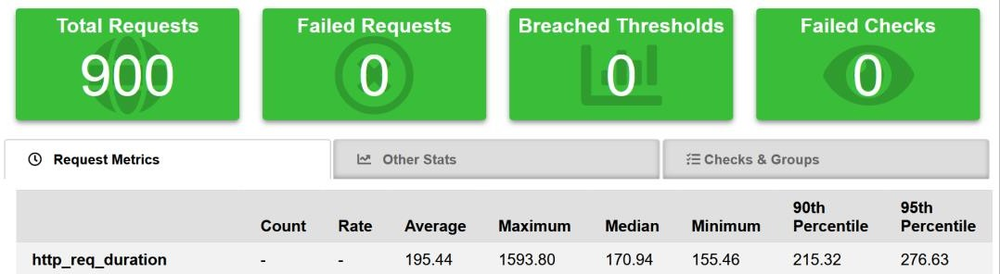 Total Requests Failed Requests Breached Thresholds Failed Checks
900 0 0 0
Request Metrics Other Stats Checks & Groups
Count Rate Average Maximum Median Minimum 90th Percentile 95th Percentile
http_req_duration - - 195.44 1593.80 170.94 155.46 215.32 276.63